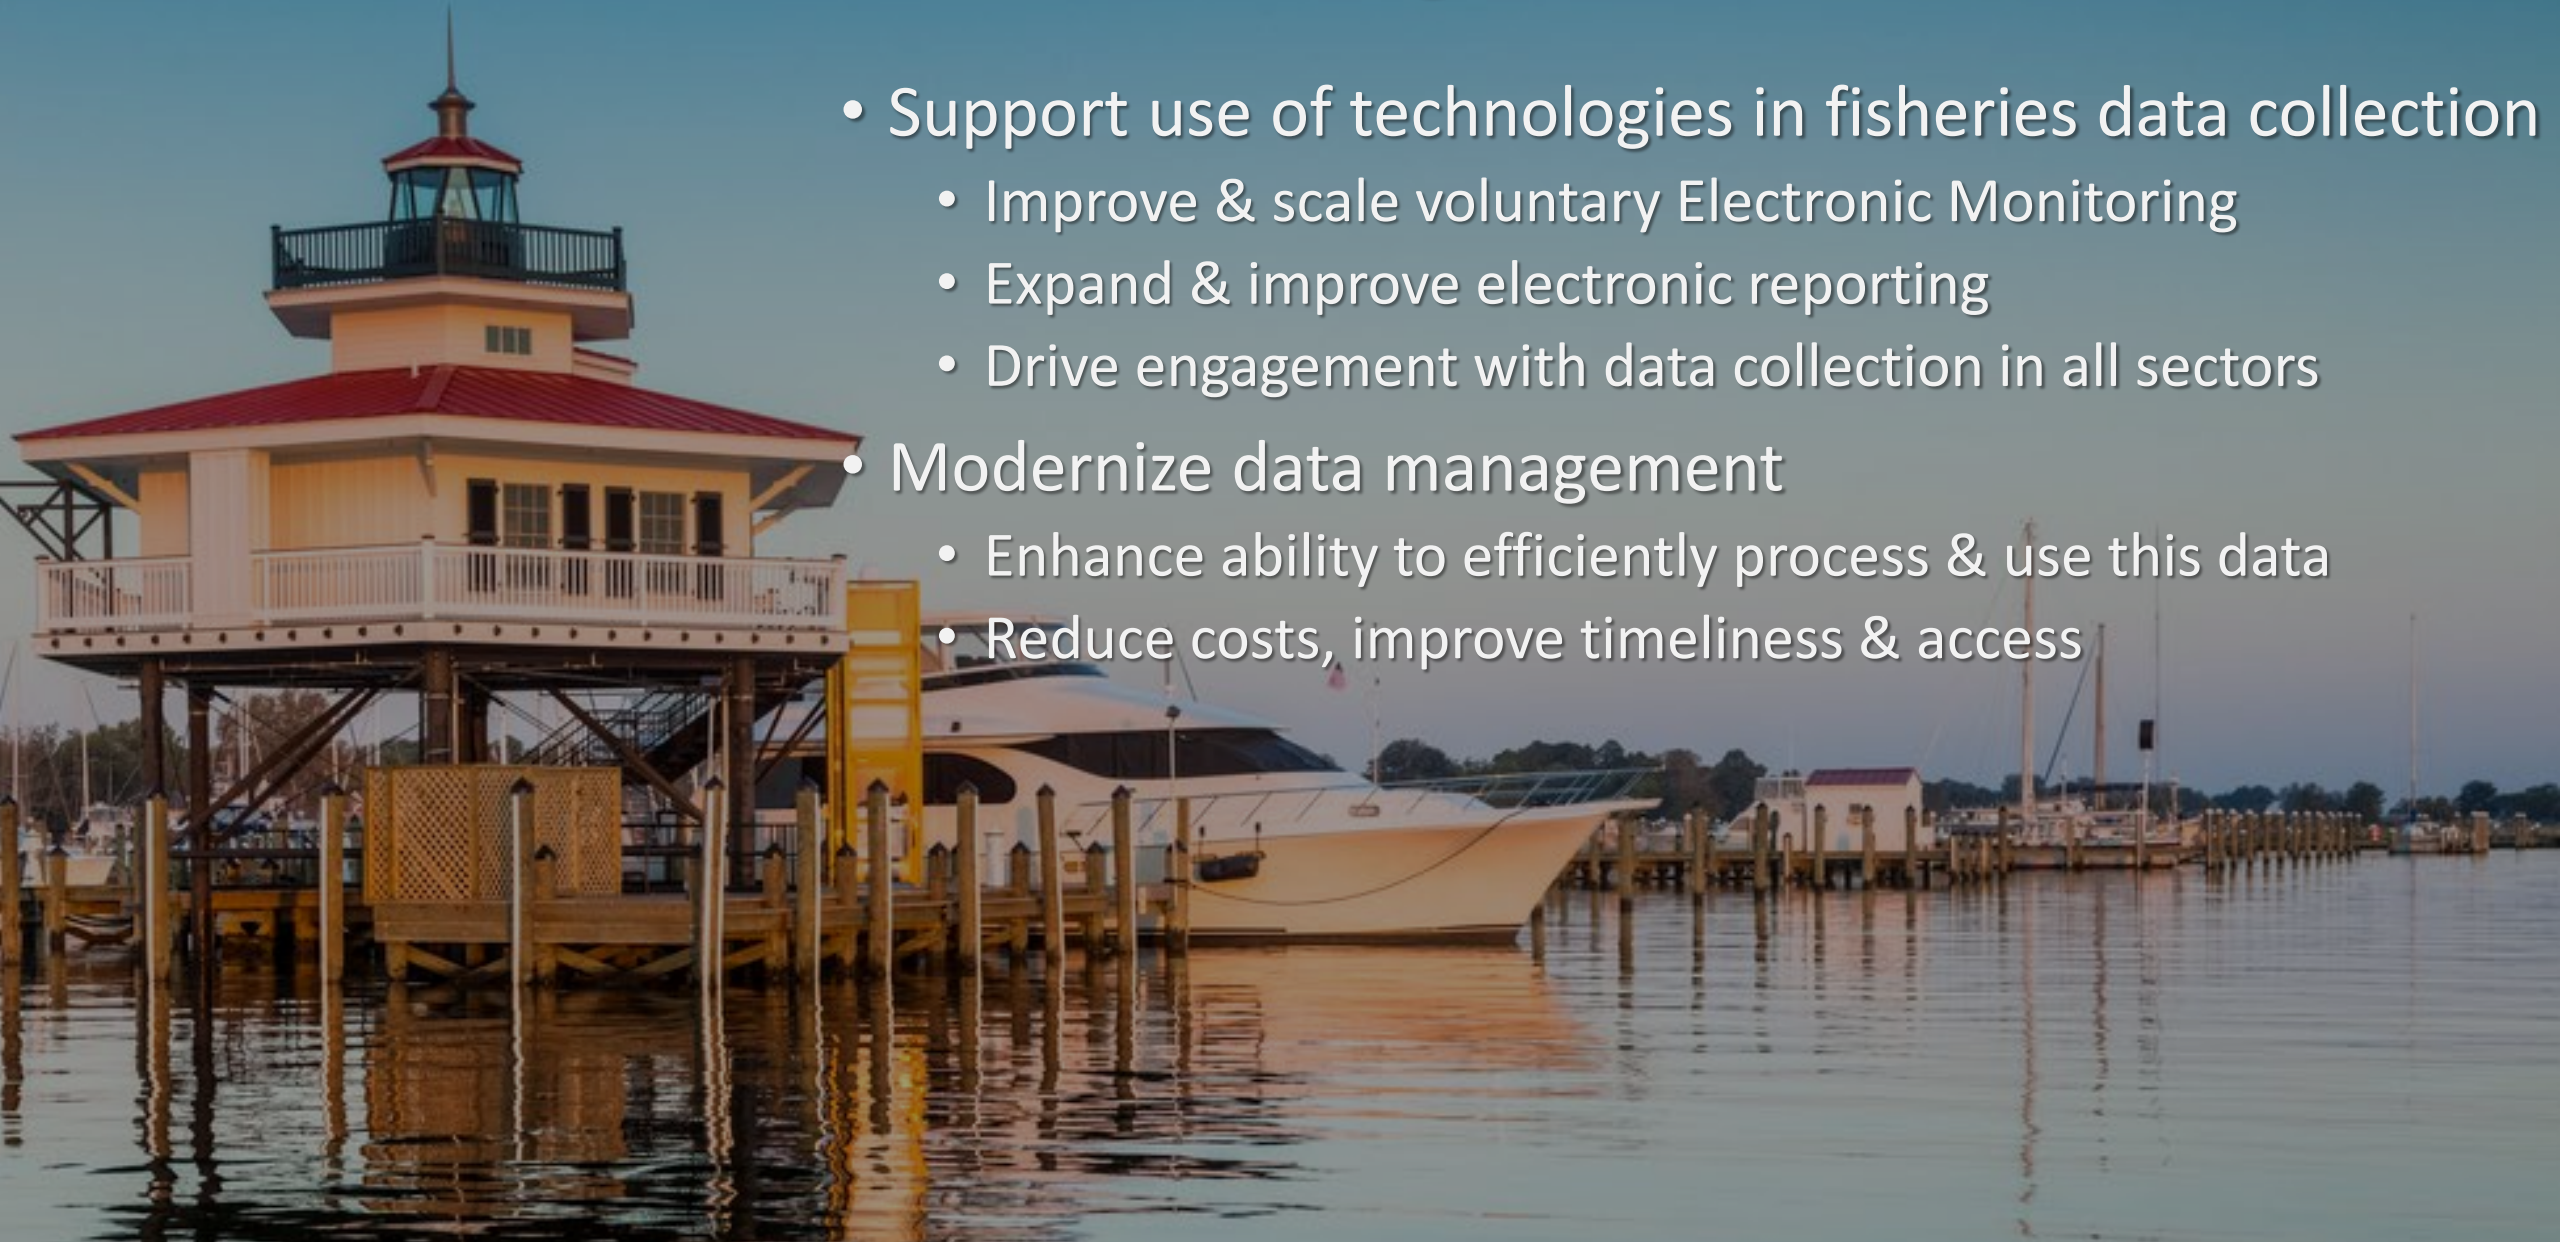 • Support use of technologies in fisheries data collection
• Improve & scale voluntary Electronic Monitoring
• Expand & improve electronic reporting
• Drive engagement with data collection in all sectors
• Modernize data management
• Enhance ability to efficiently process & use this data
• Reduce costs, improve timeliness & access